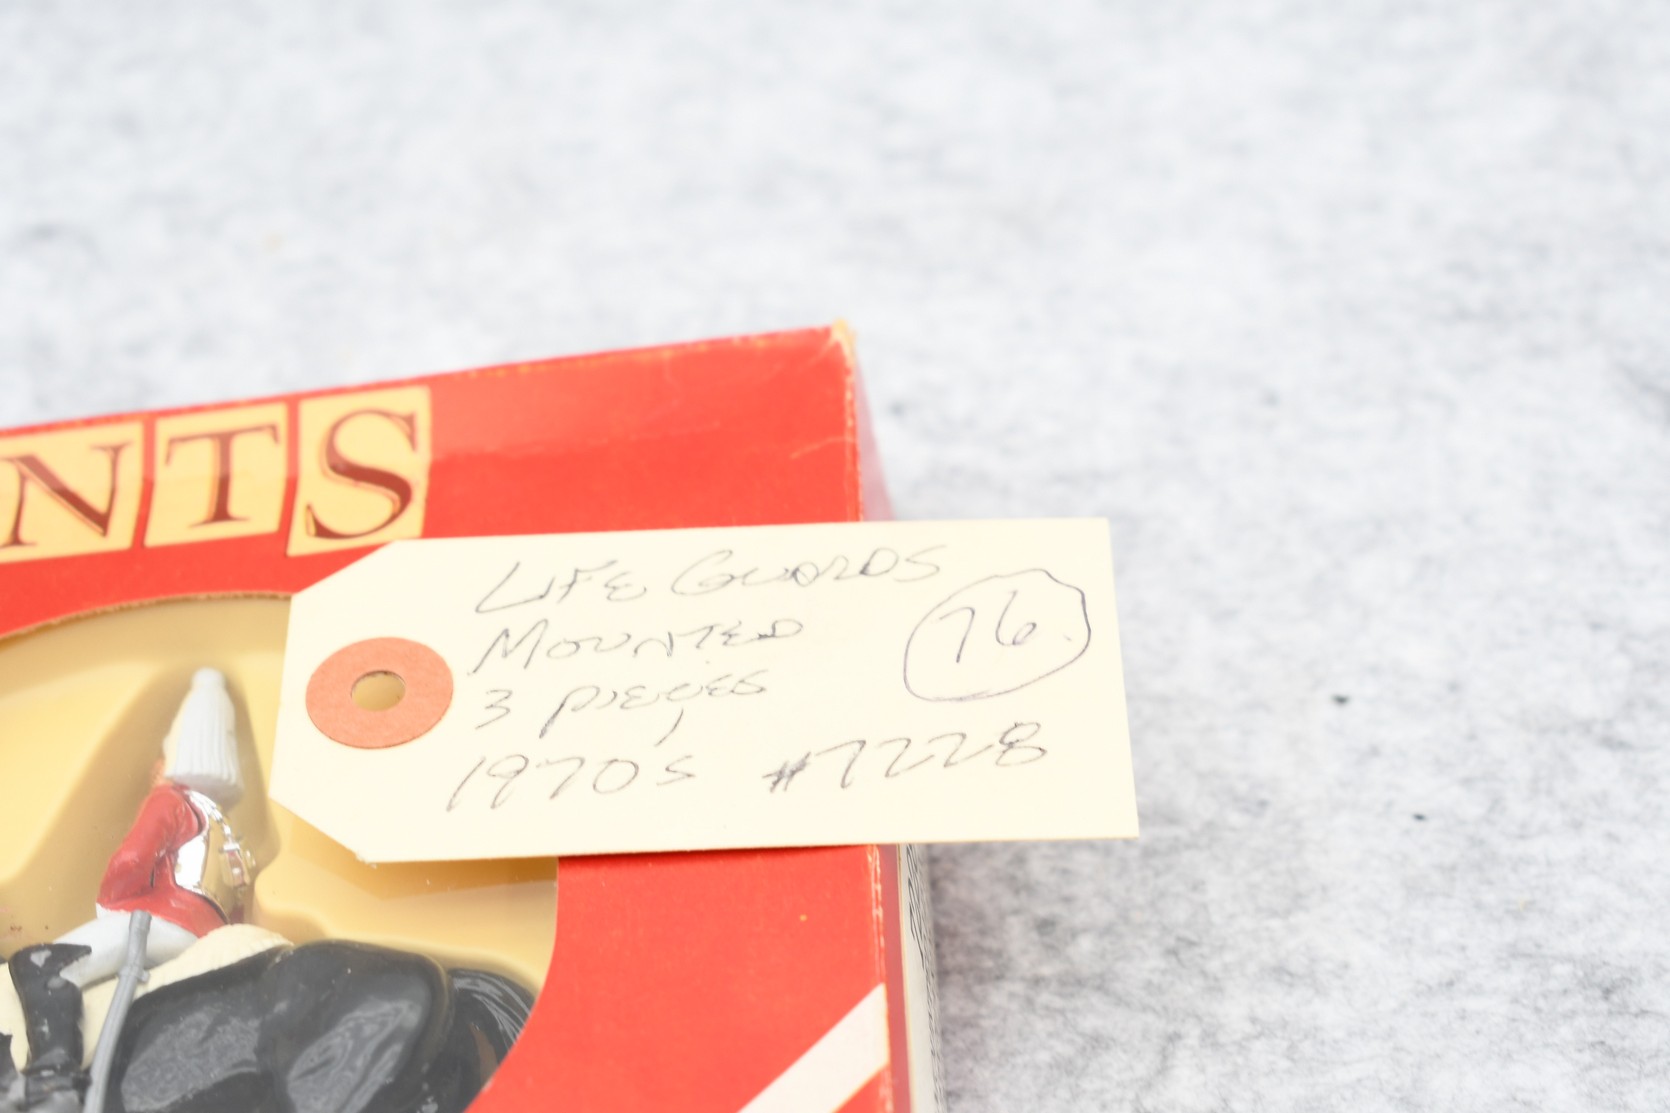 NTS
LIFE GUARDS
MOUNTED
76
3 PIECES
1970s #7228